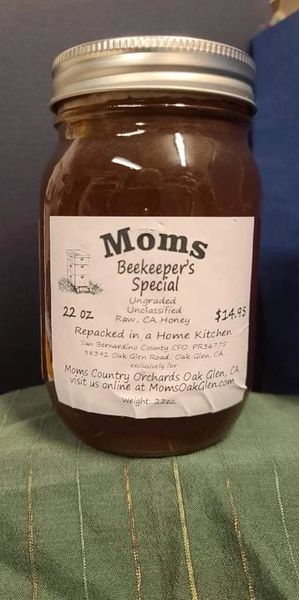 Moms
Beekeeper's
Special
Ungraded
Unclassified
22 oz
Raw, CA Honey
$14.95
Repacked in a Home Kitchen
San Bernardino County CFO PR36775
38392 Oak Glen Road, Oak Glen, CA
exclusively for
Moms Country Orchards Oak Glen, CA
visit us online at MomsOakGlen.com
Weight: 22oz